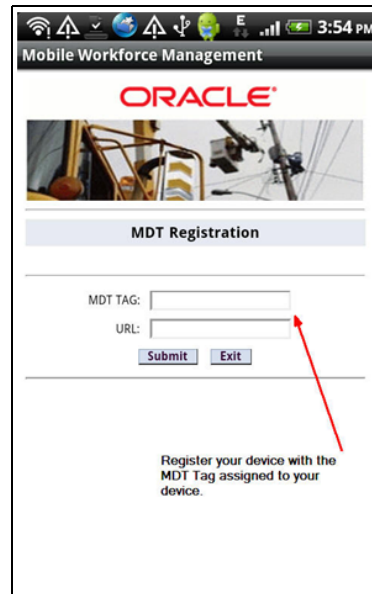 E 3:54 PM
Mobile Workforce Management
ORACLE®
MDT Registration
MDT TAG:
URL:
Submit Exit
Register your device with the
MDT Tag assigned to your
device.